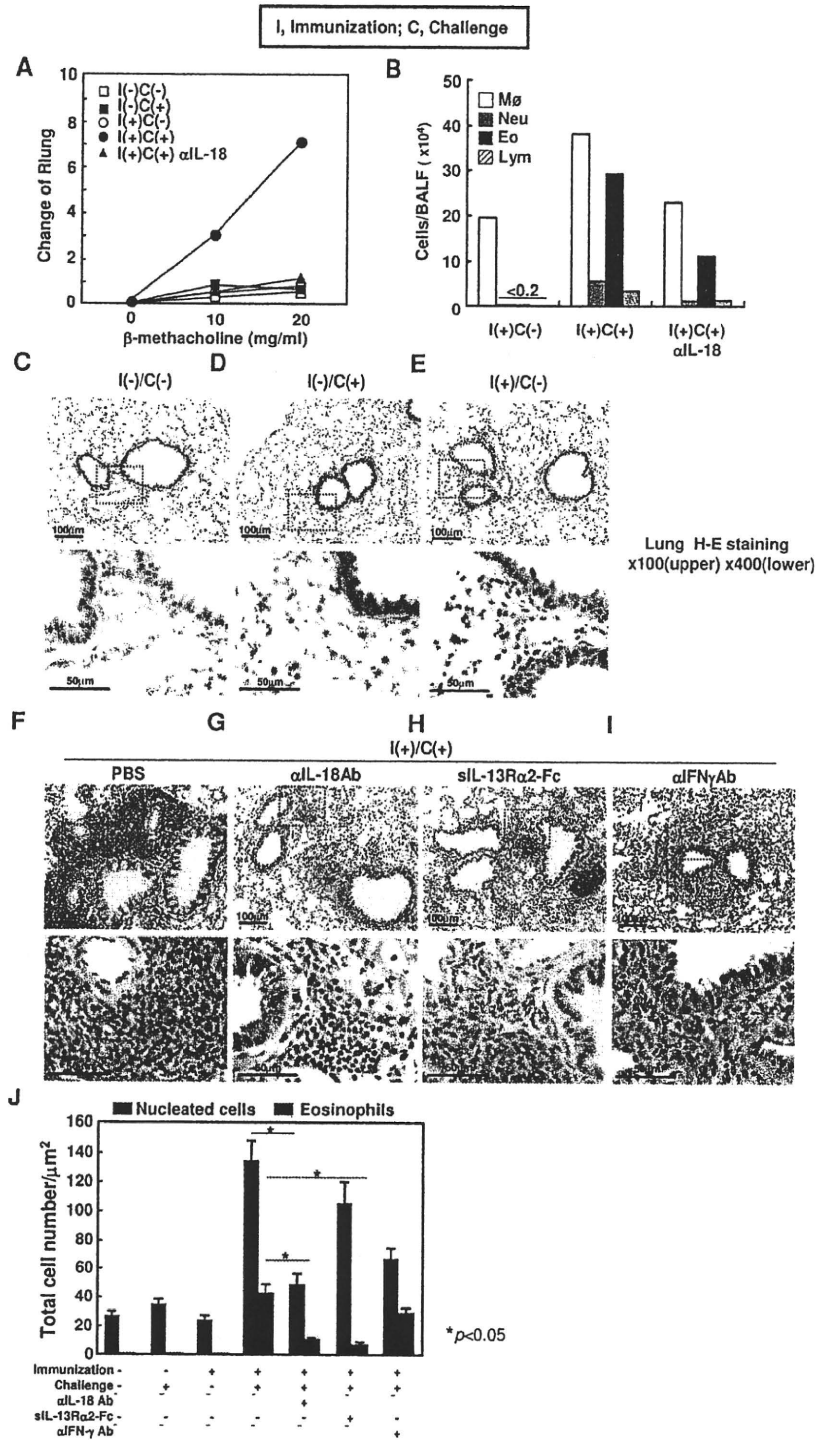 I, Immunization; C, Challenge
A
10
8
6
4
2
0
Change of Rlung
I(-)C(-)
I(-)C(+)
I(+)C(-)
I(+)C(+)
I(+)C(+) αIL-18
0 10 20
β-methacholine (mg/ml)
B
50
40
30
20
10
0
Cells/BALF ( x10⁴)
Mø
Neu
Eo
Lym
<0.2
I(+)C(-) I(+)C(+) I(+)C(+)
αIL-18
C D E
I(-)/C(-) I(-)/C(+) I(+)/C(-)
100μm 100μm 100μm
Lung H-E staining
x100(upper) x400(lower)
50μm 50μm 50μm
F G H I
I(+)/C(+)
PBS αIL-18Ab sIL-13Rα2-Fc αIFNγAb
100μm 100μm
J
Nucleated cells Eosinophils
160
140
120
100
80
60
40
20
0
Total cell number/μm²
* * *
*p<0.05
Immunization - - + + + + +
Challenge - + - + + + +
αIL-18 Ab - - - - + - -
sIL-13Rα2-Fc - - - - - + -
αIFN-γ Ab - - - - - - +